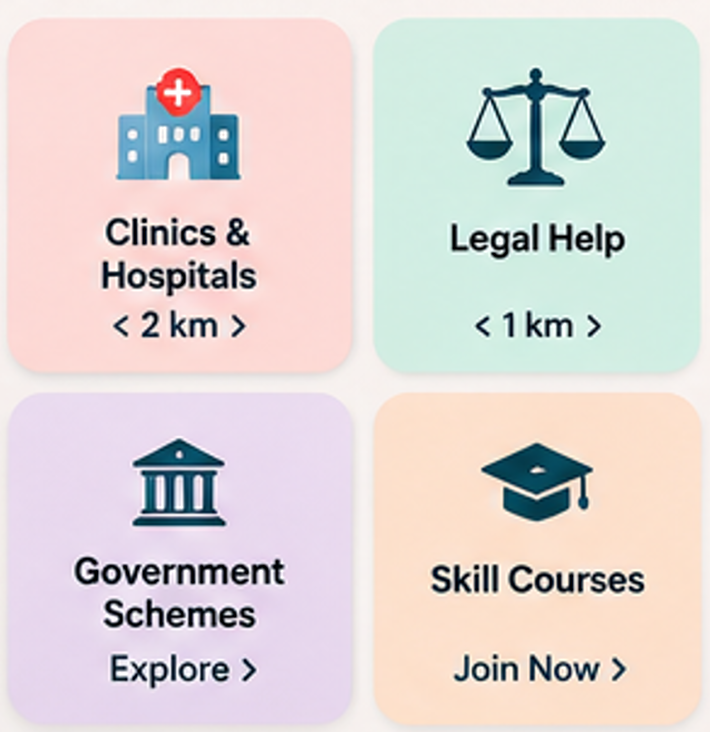 Clinics &
Hospitals
< 2 km >
Legal Help
< 1 km >
Government
Schemes
Explore >
Skill Courses
Join Now >